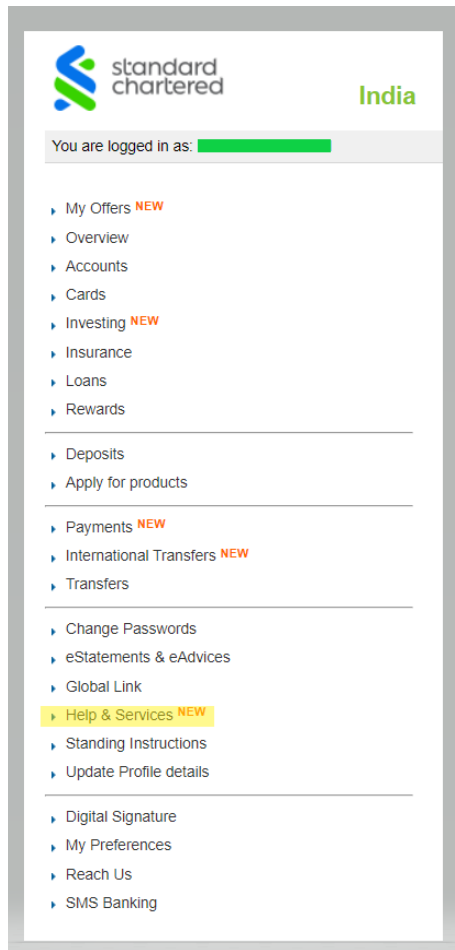 standard
chartered
India
You are logged in as:
My Offers NEW
Overview
Accounts
Cards
Investing NEW
Insurance
Loans
Rewards
Deposits
Apply for products
Payments NEW
International Transfers NEW
Transfers
Change Passwords
eStatements & eAdvices
Global Link
Help & Services NEW
Standing Instructions
Update Profile details
Digital Signature
My Preferences
Reach Us
SMS Banking